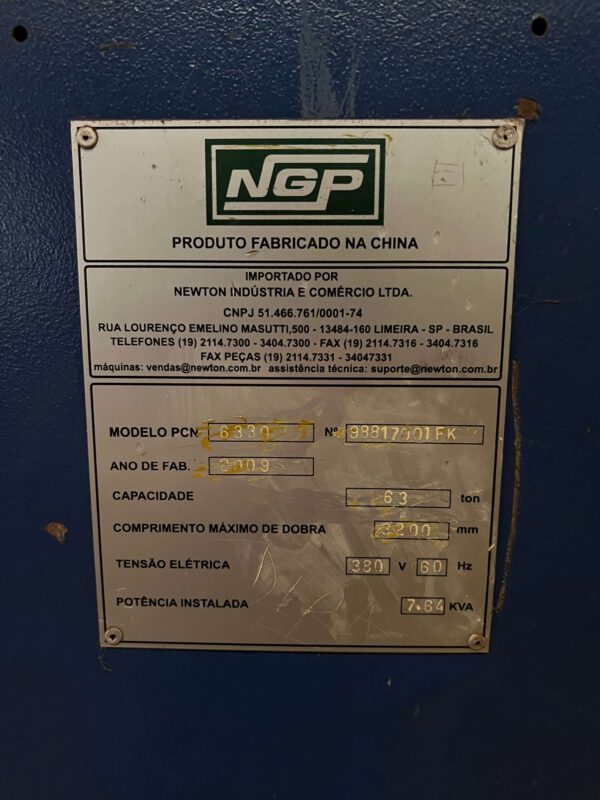 NGP
PRODUTO FABRICADO NA CHINA
IMPORTADO POR
NEWTON INDÚSTRIA E COMÉRCIO LTDA.
CNPJ 51.466.761/0001-74
RUA LOURENÇO EMELINO MASUTTI,500 - 13484-160 LIMEIRA - SP - BRASIL
TELEFONES (19) 2114.7300 - 3404.7300 - FAX (19) 2114.7316 - 3404.7316
FAX PEÇAS (19) 2114.7331 - 34047331
máquinas: vendas@newton.com.br assistência técnica: suporte@newton.com.br
MODELO PCN 6330 Nº 98817001FK
ANO DE FAB. 2009
CAPACIDADE 63 ton
COMPRIMENTO MÁXIMO DE DOBRA 3200 mm
TENSÃO ELÉTRICA 380 V 60 Hz
POTÊNCIA INSTALADA 7.64 KVA